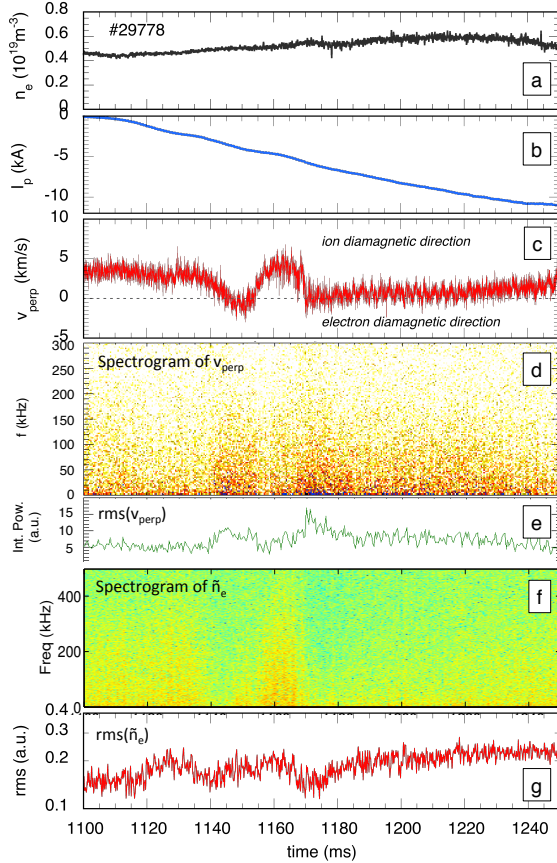 #29778
0.8
0.6
0.4
0.2
0
n_e (10^19 m^-3)
a
0
-5
-10
I_p (kA)
b
10
5
0
-5
v_perp (km/s)
ion diamagnetic direction
electron diamagnetic direction
c
300
250
200
150
100
50
0
f (kHz)
Spectrogram of v_perp
d
15
10
5
Int. Pow.
(a.u.)
rms(v_perp)
e
400
200
0
Freq (kHz)
Spectrogram of ñ_e
f
0.4
0.3
0.2
0.1
rms (a.u.)
rms(ñ_e)
g
1100 1120 1140 1160 1180 1200 1220 1240
time (ms)